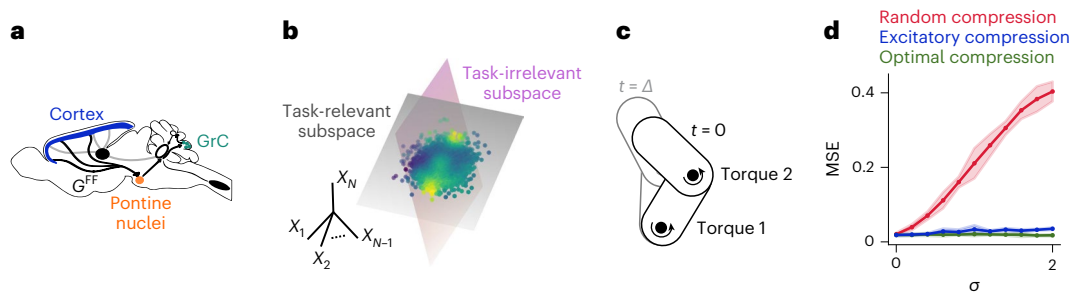 a
Cortex
GrC
G^FF
Pontine
nuclei
b
Task-irrelevant
subspace
Task-relevant
subspace
X_N
X_1
X_2
X_{N–1}
c
t = Δ
t = 0
Torque 2
Torque 1
d
Random compression
Excitatory compression
Optimal compression
MSE
0.4
0.2
0
0
2
σ